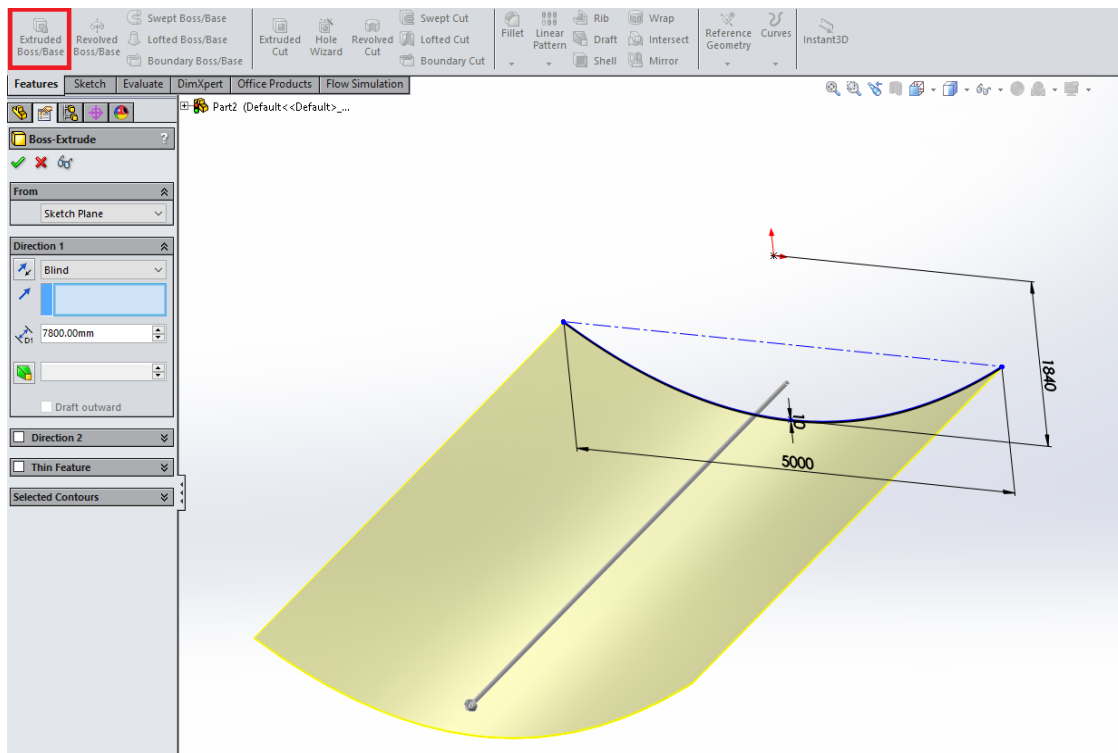 Extruded Boss/Base
Revolved Boss/Base
Swept Boss/Base
Lofted Boss/Base
Boundary Boss/Base
Extruded Cut
Hole Wizard
Revolved Cut
Swept Cut
Lofted Cut
Boundary Cut
Fillet
Linear Pattern
Rib
Draft
Shell
Wrap
Intersect
Mirror
Reference Geometry
Curves
Instant3D
Features
Sketch
Evaluate
DimXpert
Office Products
Flow Simulation
Part2 (Default<<Default>_...
Boss-Extrude
?
From
Sketch Plane
Direction 1
Blind
D1
7800.00mm
Draft outward
Direction 2
Thin Feature
Selected Contours
1840
10
5000